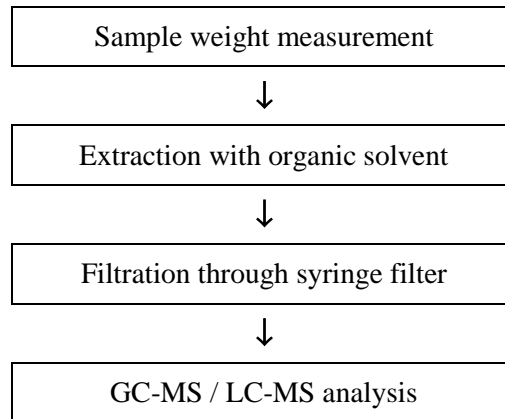 Sample weight measurement
↓
Extraction with organic solvent
↓
Filtration through syringe filter
↓
GC-MS / LC-MS analysis